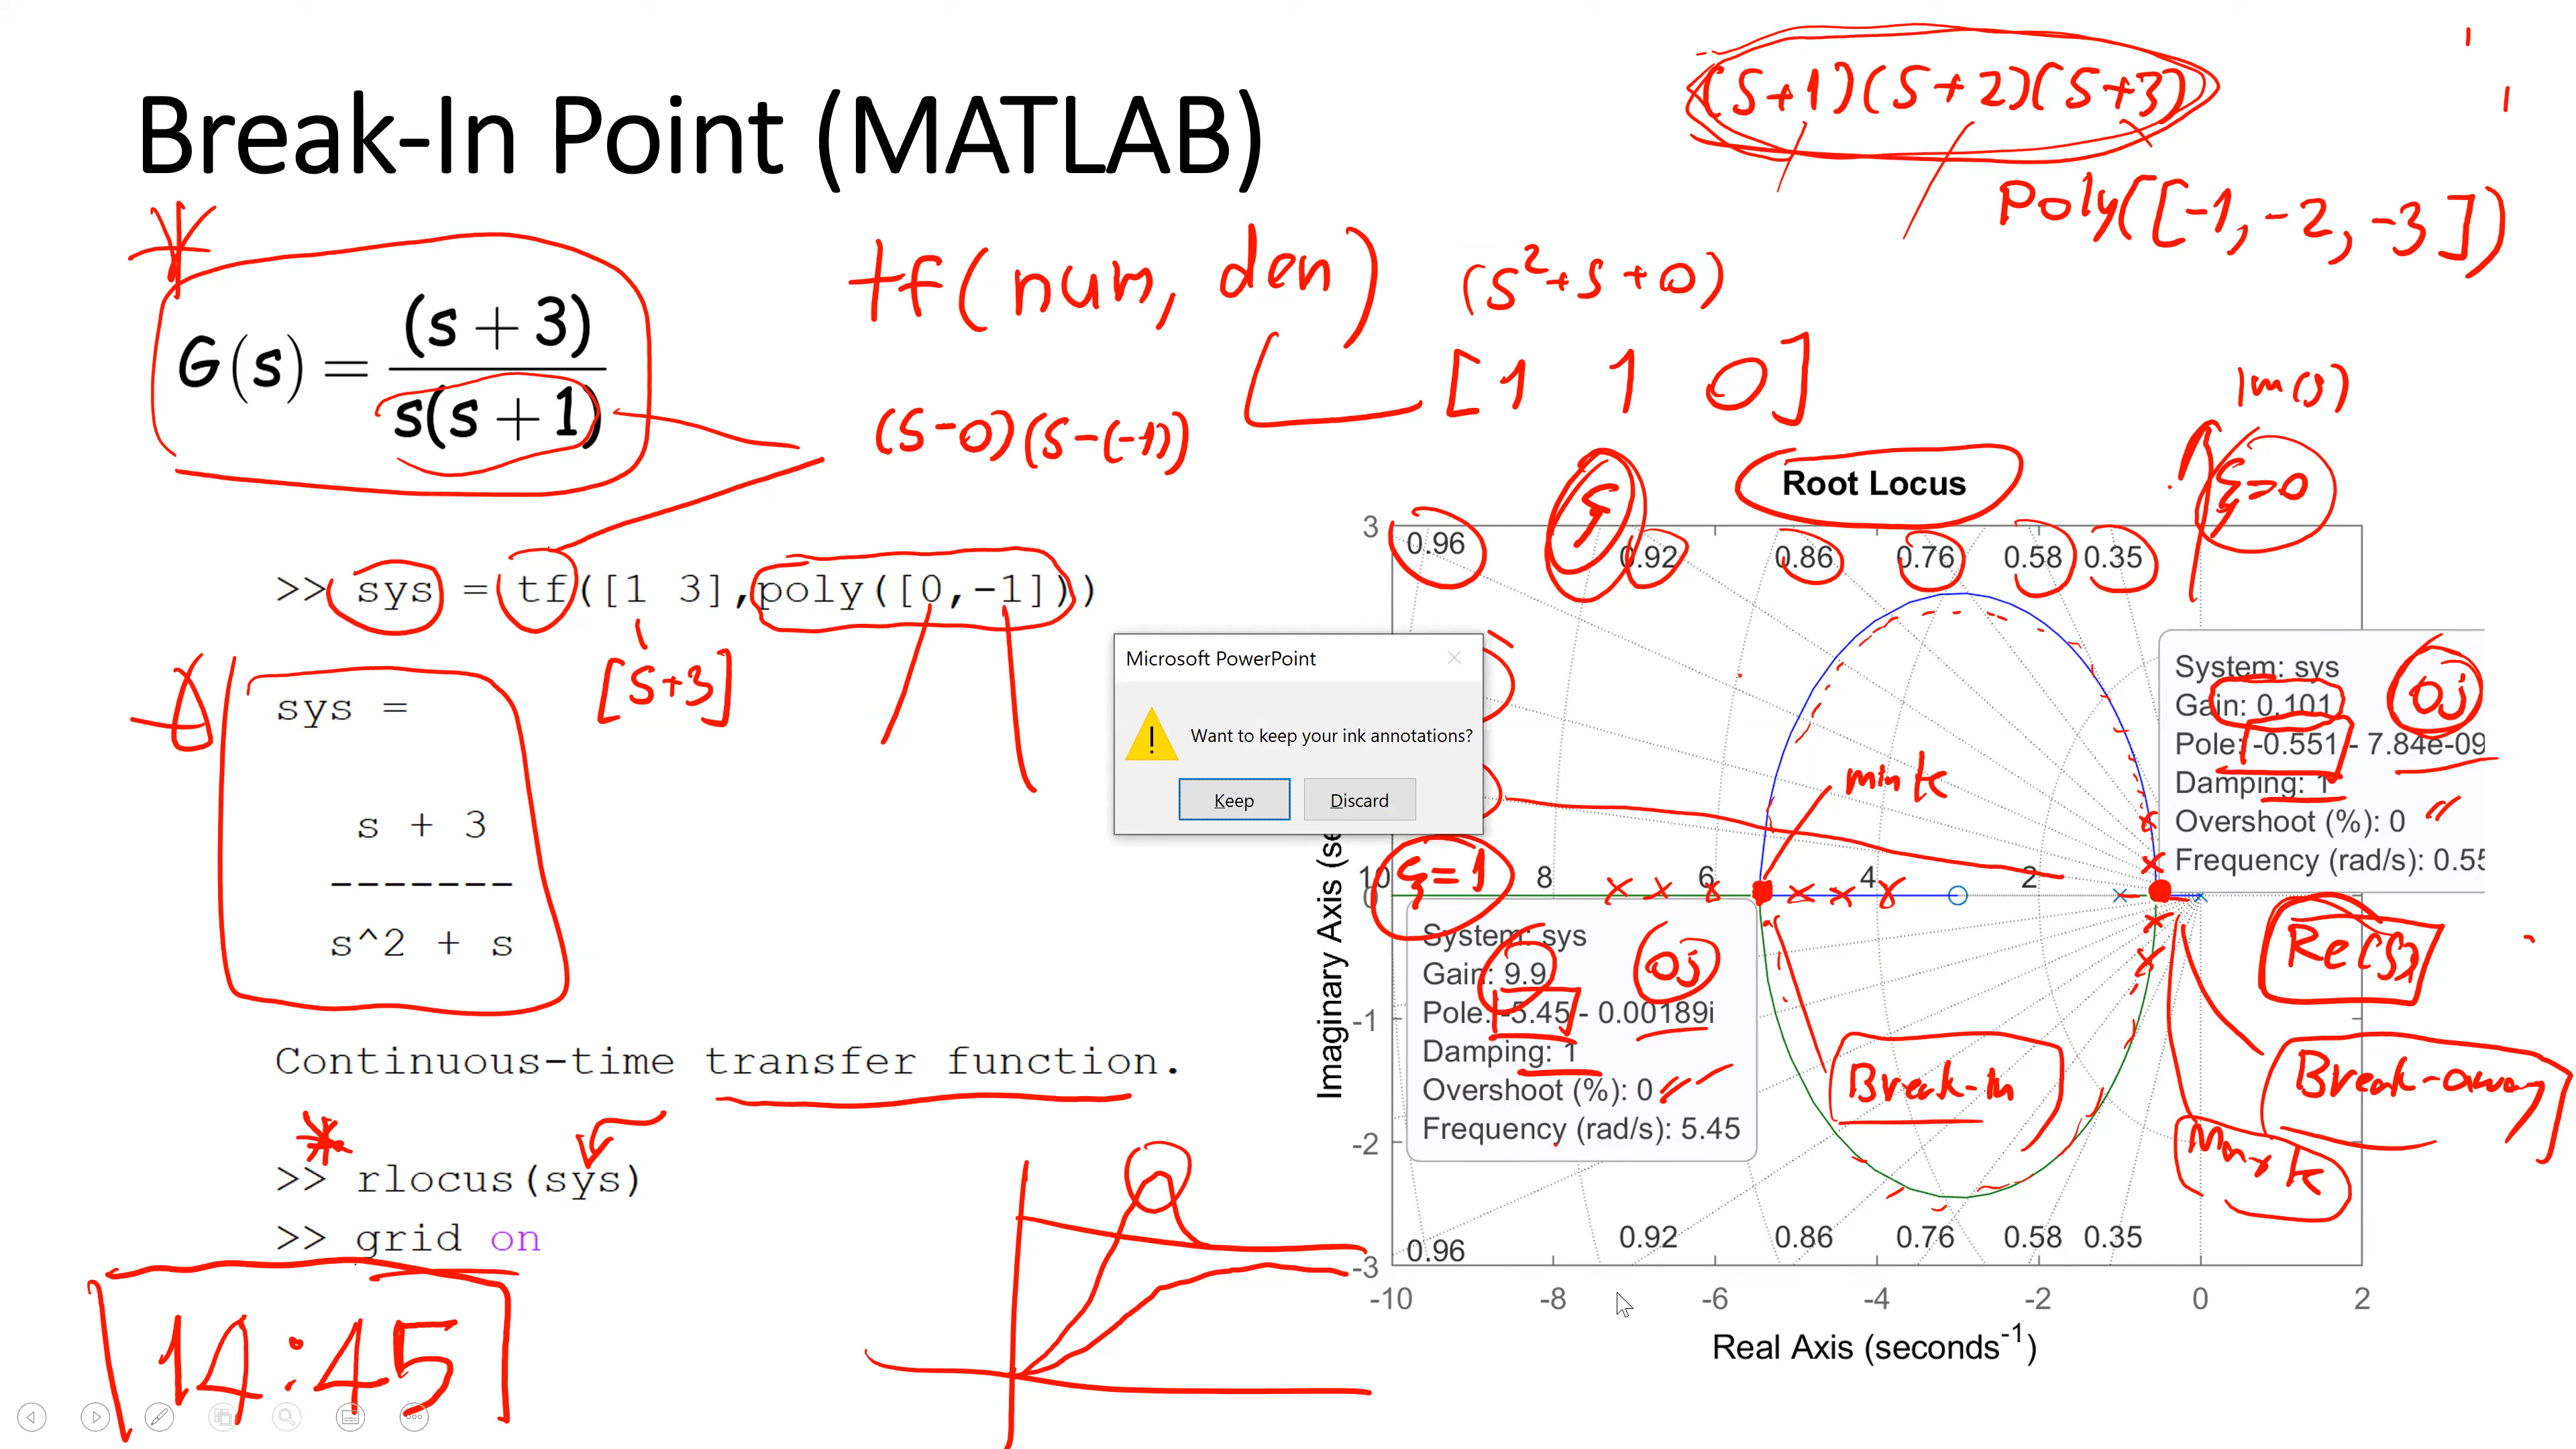 Break-In Point (MATLAB)
(S+1)(S+2)(S+3)
Poly([-1,-2,-3])
G(s) = (s + 3)
s(s + 1)
tf(num, den)
(S²+S+0)
[1 1 0]
(S-0)(S-(-1))
>> sys = tf([1 3],poly([0,-1]))
[S+3]
sys =
s + 3
-------
s^2 + s
Continuous-time transfer function.
>> rlocus(sys)
>> grid on
14:45
Microsoft PowerPoint
Want to keep your ink annotations?
Keep Discard
Im(s)
Root Locus
ξ
ξ=0
3
0.96 0.92 0.86 0.76 0.58 0.35
System: sys
Gain: 0.101
Pole: -0.551 - 7.84e-09
Damping: 1
Overshoot (%): 0
Frequency (rad/s): 0.55
0j
min k
ξ=1
10 8 6 4 2
0
System: sys
Gain: 9.9
Pole: -5.45 - 0.00189i
Damping: 1
Overshoot (%): 0
Frequency (rad/s): 5.45
0j
Re(s)
Break-In
Break-away
Max k
-1
-2
-3
0.96 0.92 0.86 0.76 0.58 0.35
-10 -8 -6 -4 -2 0 2
Real Axis (seconds⁻¹)
Imaginary Axis (se